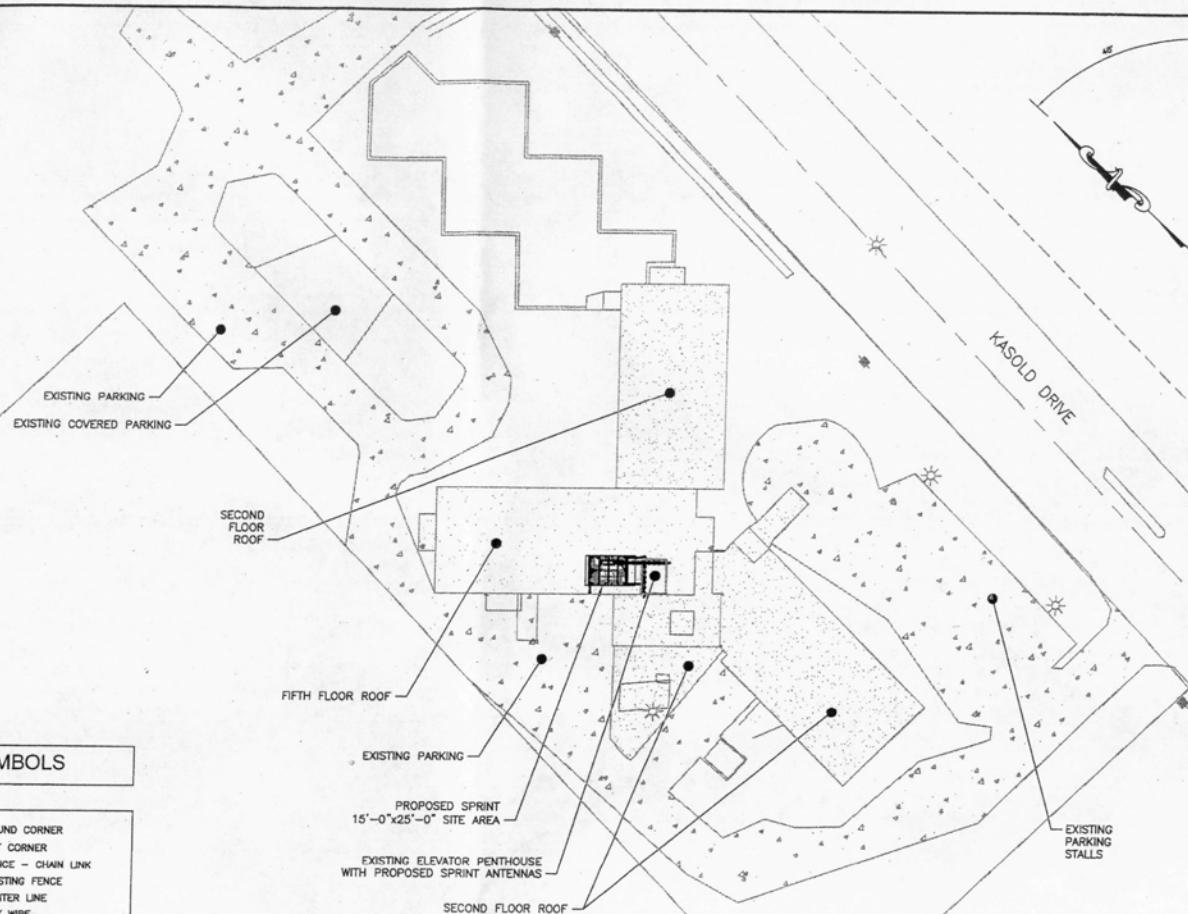 KASOLD DRIVE
EXISTING PARKING
EXISTING COVERED PARKING
SECOND
FLOOR
ROOF
FIFTH FLOOR ROOF
EXISTING PARKING
PROPOSED SPRINT
15'-0"x25'-0" SITE AREA
EXISTING ELEVATOR PENTHOUSE
WITH PROPOSED SPRINT ANTENNAS
SECOND FLOOR ROOF
EXISTING
PARKING
STALLS
MBOLS
UND CORNER
CORNER
CE - CHAIN LINK
STING FENCE
TER LINE
WIRE